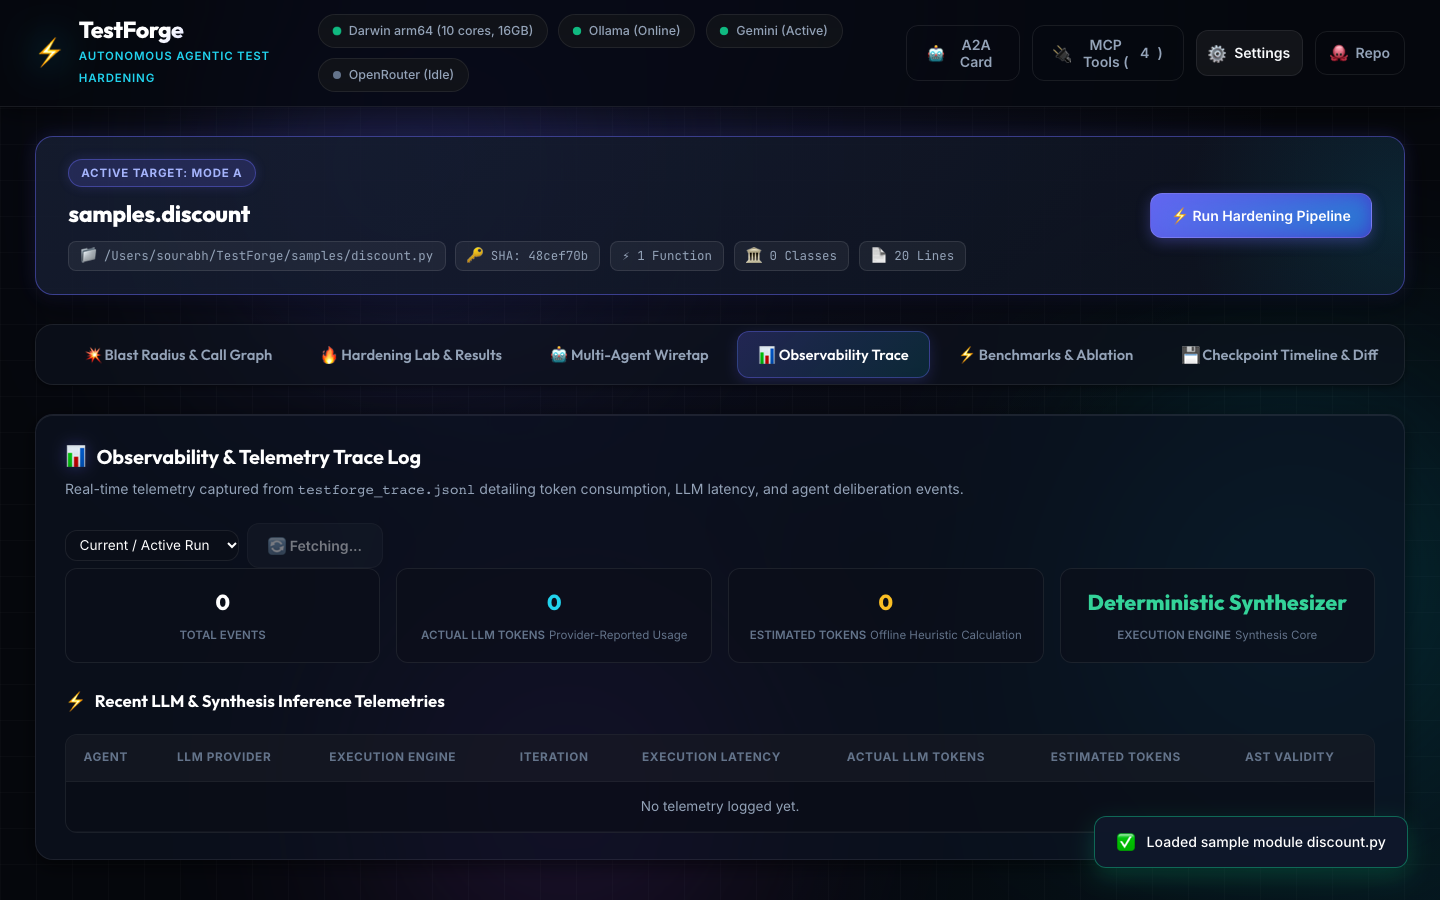 TestForge
AUTONOMOUS AGENTIC TEST
HARDENING
Darwin arm64 (10 cores, 16GB)
Ollama (Online)
Gemini (Active)
OpenRouter (Idle)
A2A
Card
MCP
Tools ( 4 )
Settings
Repo
ACTIVE TARGET: MODE A
samples.discount
/Users/sourabh/TestForge/samples/discount.py
SHA: 48cef70b
⚡ 1 Function
0 Classes
20 Lines
Run Hardening Pipeline
Blast Radius & Call Graph
Hardening Lab & Results
Multi-Agent Wiretap
Observability Trace
Benchmarks & Ablation
Checkpoint Timeline & Diff
Observability & Telemetry Trace Log
Real-time telemetry captured from testforge_trace.jsonl detailing token consumption, LLM latency, and agent deliberation events.
Current / Active Run
Fetching...
0
TOTAL EVENTS
0
ACTUAL LLM TOKENS Provider-Reported Usage
0
ESTIMATED TOKENS Offline Heuristic Calculation
Deterministic Synthesizer
EXECUTION ENGINE Synthesis Core
Recent LLM & Synthesis Inference Telemetries
AGENT LLM PROVIDER EXECUTION ENGINE ITERATION EXECUTION LATENCY ACTUAL LLM TOKENS ESTIMATED TOKENS AST VALIDITY
No telemetry logged yet.
Loaded sample module discount.py